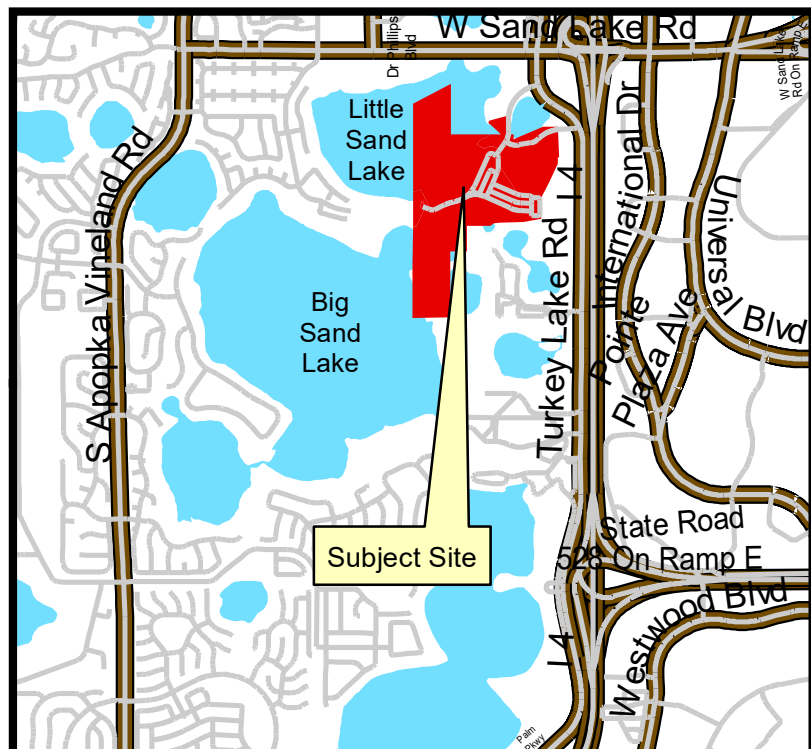 W Sand Lake Rd
Dr Phillips
Blvd
W Sand Lake
Rd On Ramp
Little
Sand
Lake
S Apopka Vineland Rd
I 4
International Dr
Universal Blvd
Turkey Lake Rd
Big
Sand
Lake
Pointe
Plaza Ave
State Road
528 On Ramp E
Subject Site
Westwood Blvd
I 4
Palm
Pkwy